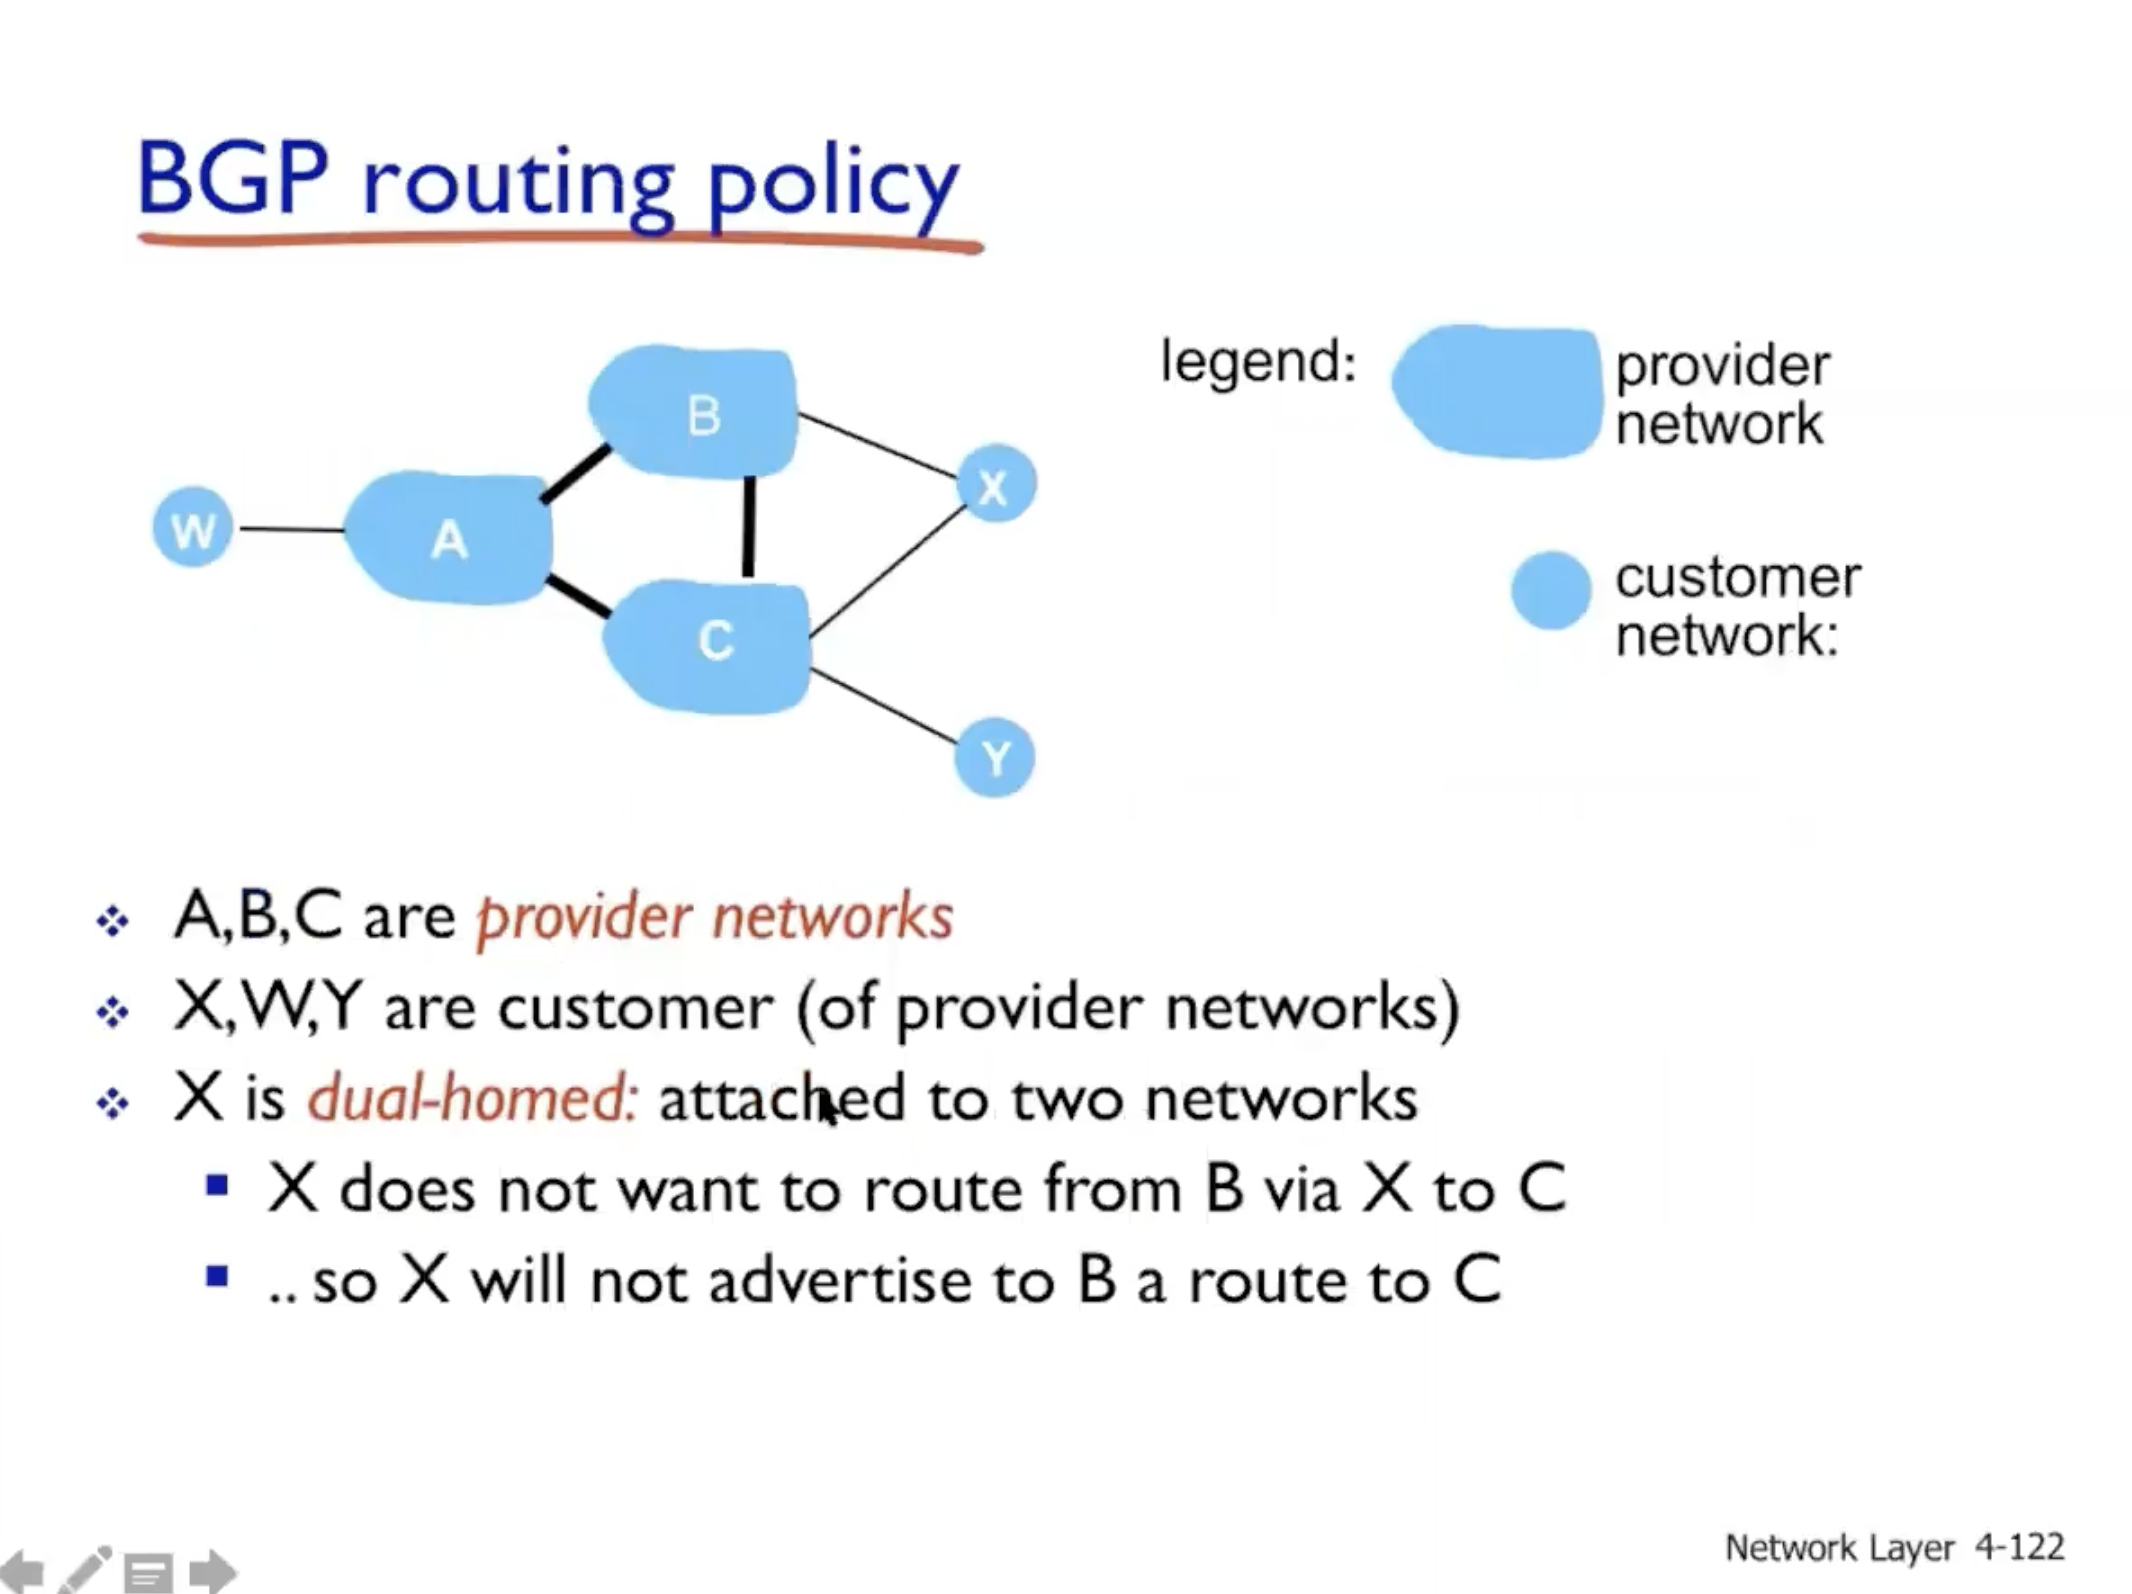 BGP routing policy
legend:
provider
network
B
X
W
A
customer
network:
C
Y
A,B,C are provider networks
X,W,Y are customer (of provider networks)
X is dual-homed: attached to two networks
X does not want to route from B via X to C
.. so X will not advertise to B a route to C
Network Layer 4-122